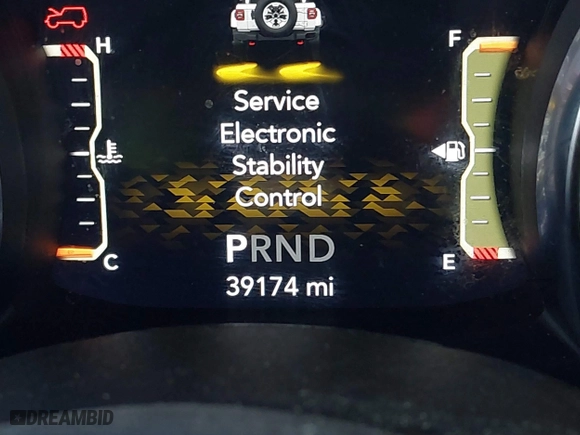 H
F
Service
Electronic
Stability
Control
C
E
PRND
39174 mi
DREAMBID